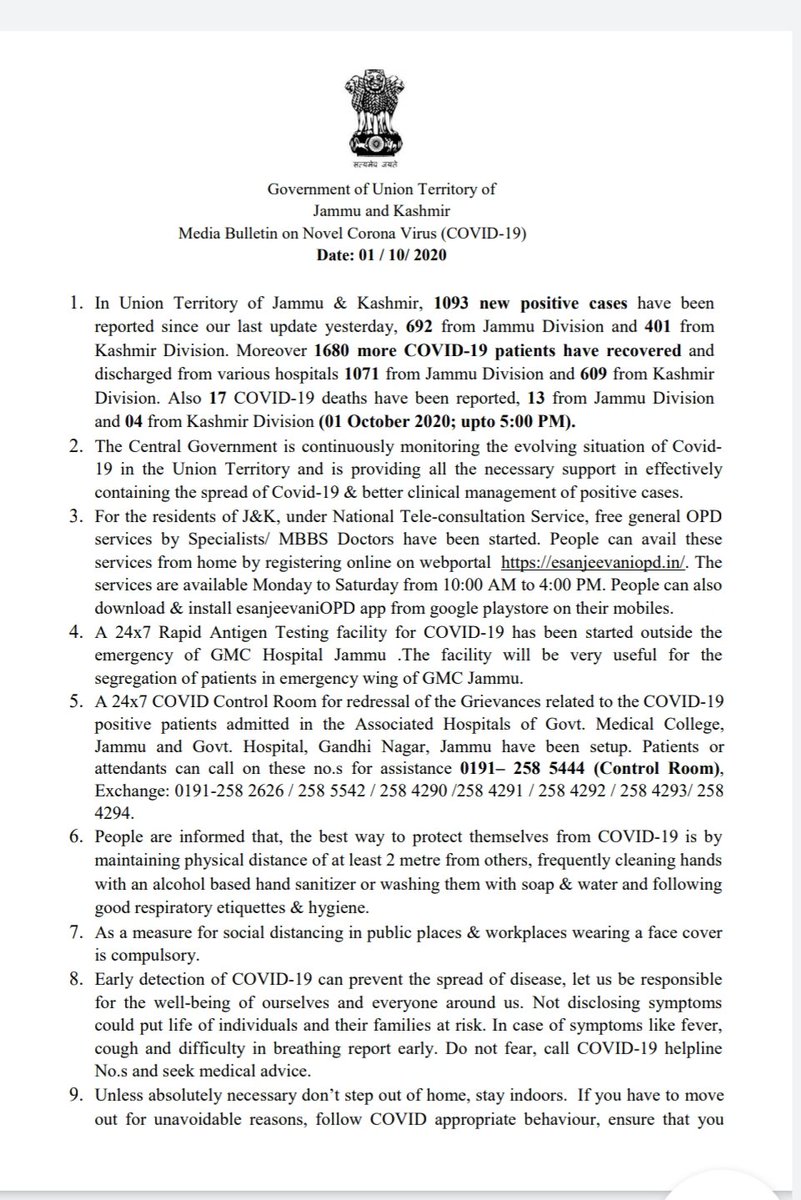 सत्यमेव जयते
Government of Union Territory of
Jammu and Kashmir
Media Bulletin on Novel Corona Virus (COVID-19)
Date: 01 / 10/ 2020
1. In Union Territory of Jammu & Kashmir, 1093 new positive cases have been
reported since our last update yesterday, 692 from Jammu Division and 401 from
Kashmir Division. Moreover 1680 more COVID-19 patients have recovered and
discharged from various hospitals 1071 from Jammu Division and 609 from Kashmir
Division. Also 17 COVID-19 deaths have been reported, 13 from Jammu Division
and 04 from Kashmir Division (01 October 2020; upto 5:00 PM).
2. The Central Government is continuously monitoring the evolving situation of Covid-
19 in the Union Territory and is providing all the necessary support in effectively
containing the spread of Covid-19 & better clinical management of positive cases.
3. For the residents of J&K, under National Tele-consultation Service, free general OPD
services by Specialists/ MBBS Doctors have been started. People can avail these
services from home by registering online on webportal https://esanjeevaniopd.in/. The
services are available Monday to Saturday from 10:00 AM to 4:00 PM. People can also
download & install esanjeevaniOPD app from google playstore on their mobiles.
4. A 24x7 Rapid Antigen Testing facility for COVID-19 has been started outside the
emergency of GMC Hospital Jammu .The facility will be very useful for the
segregation of patients in emergency wing of GMC Jammu.
5. A 24x7 COVID Control Room for redressal of the Grievances related to the COVID-19
positive patients admitted in the Associated Hospitals of Govt. Medical College,
Jammu and Govt. Hospital, Gandhi Nagar, Jammu have been setup. Patients or
attendants can call on these no.s for assistance 0191– 258 5444 (Control Room),
Exchange: 0191-258 2626 / 258 5542 / 258 4290 /258 4291 / 258 4292 / 258 4293/ 258
4294.
6. People are informed that, the best way to protect themselves from COVID-19 is by
maintaining physical distance of at least 2 metre from others, frequently cleaning hands
with an alcohol based hand sanitizer or washing them with soap & water and following
good respiratory etiquettes & hygiene.
7. As a measure for social distancing in public places & workplaces wearing a face cover
is compulsory.
8. Early detection of COVID-19 can prevent the spread of disease, let us be responsible
for the well-being of ourselves and everyone around us. Not disclosing symptoms
could put life of individuals and their families at risk. In case of symptoms like fever,
cough and difficulty in breathing report early. Do not fear, call COVID-19 helpline
No.s and seek medical advice.
9. Unless absolutely necessary don’t step out of home, stay indoors. If you have to move
out for unavoidable reasons, follow COVID appropriate behaviour, ensure that you